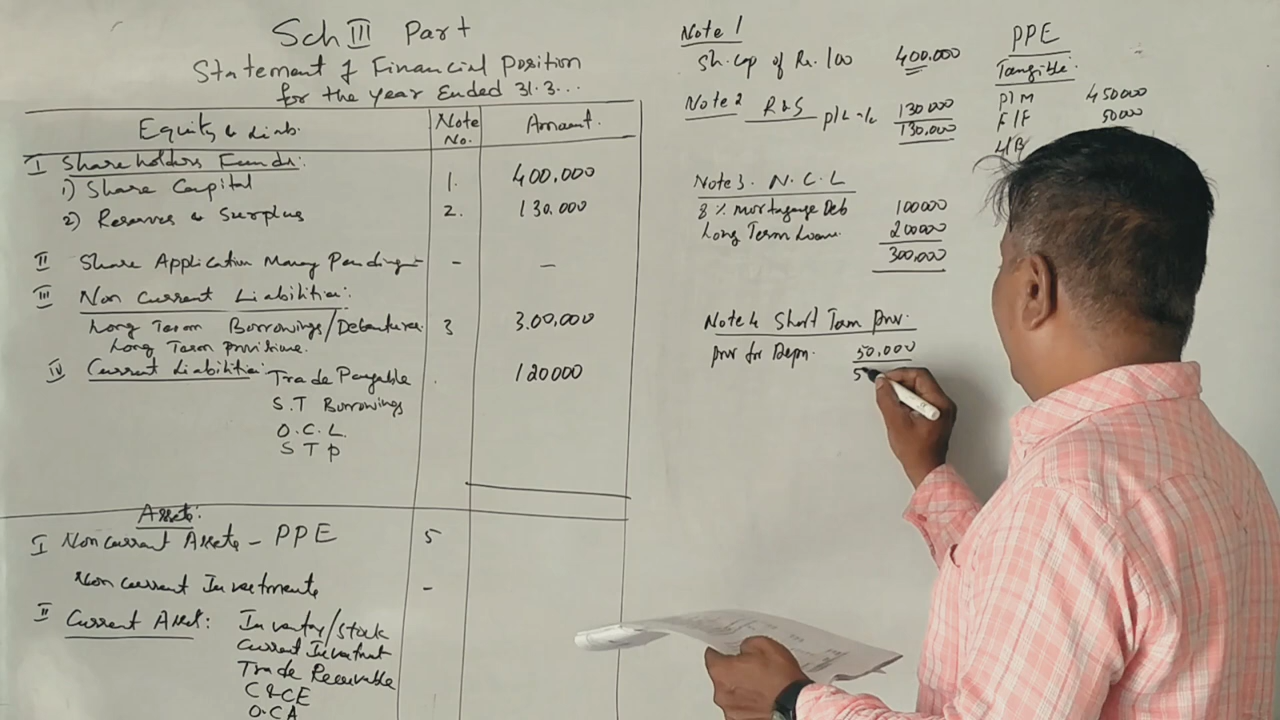 Sch III Part
Statement of Financial Position
for the year Ended 31.3...
Equity & Liab. Note No. Amount.
I Shareholders Funds:
1) Share Capital 1. 400,000
2) Reserves & Surplus 2. 130.000
II Share Application Money Pending - -
III Non Current Liabilities:
Long Term Borrowings/Debentures 3 3.00,000
Long Term provisions.
IV Current Liabilities: Trade Payable . 120000
S.T Borrowings
O.C.L.
S T P
Assets:
I Non Current Assets - PPE 5
Non Current Investments -
II Current Asset: Inventory/stock
Current Investment
Trade Receivable
C & CE
O.CA
Note 1
Sh. Cap of Rs. 100 400.000
Note 2 R & S P/L A/c 130000
130,000
Note 3. N. C. L
8 % mortgage Deb 100000
Long Term Loans. 200000
300,000
Note 4 Short Term prov.
prov for Depn. 50,000
5
PPE
Tangible.
P/M 450000
F/F 50000
L/B